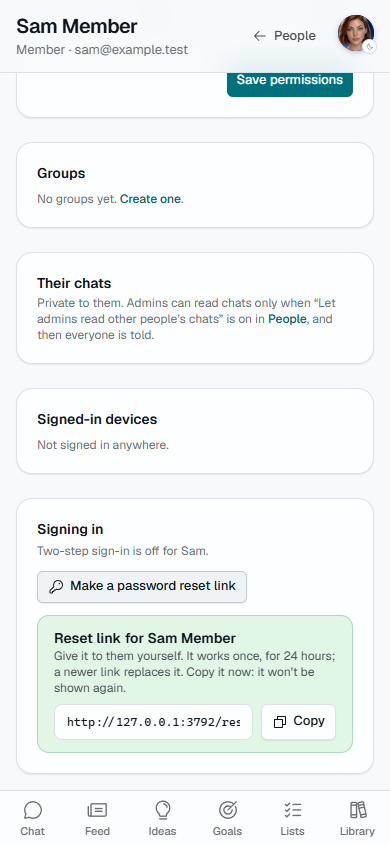 Sam Member
Member · sam@example.test
← People
Save permissions
Groups
No groups yet. Create one.
Their chats
Private to them. Admins can read chats only when “Let
admins read other people's chats” is on in People, and
then everyone is told.
Signed-in devices
Not signed in anywhere.
Signing in
Two-step sign-in is off for Sam.
Make a password reset link
Reset link for Sam Member
Give it to them yourself. It works once, for 24 hours;
a newer link replaces it. Copy it now: it won't be
shown again.
http://127.0.0.1:3792/res
Copy
Chat
Feed
Ideas
Goals
Lists
Library